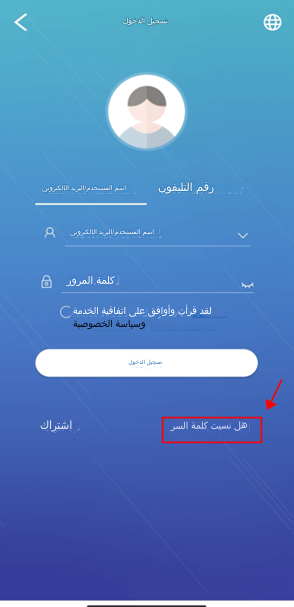 تسجيل الدخول
اسم المستخدم/البريد الإلكتروني
رقم التليفون
اسم المستخدم/البريد الإلكتروني
كلمة المرور
لقد قرأت وأوافق على اتفاقية الخدمة
وسياسة الخصوصية
تسجيل الدخول
هل نسيت كلمة السر
اشتراك